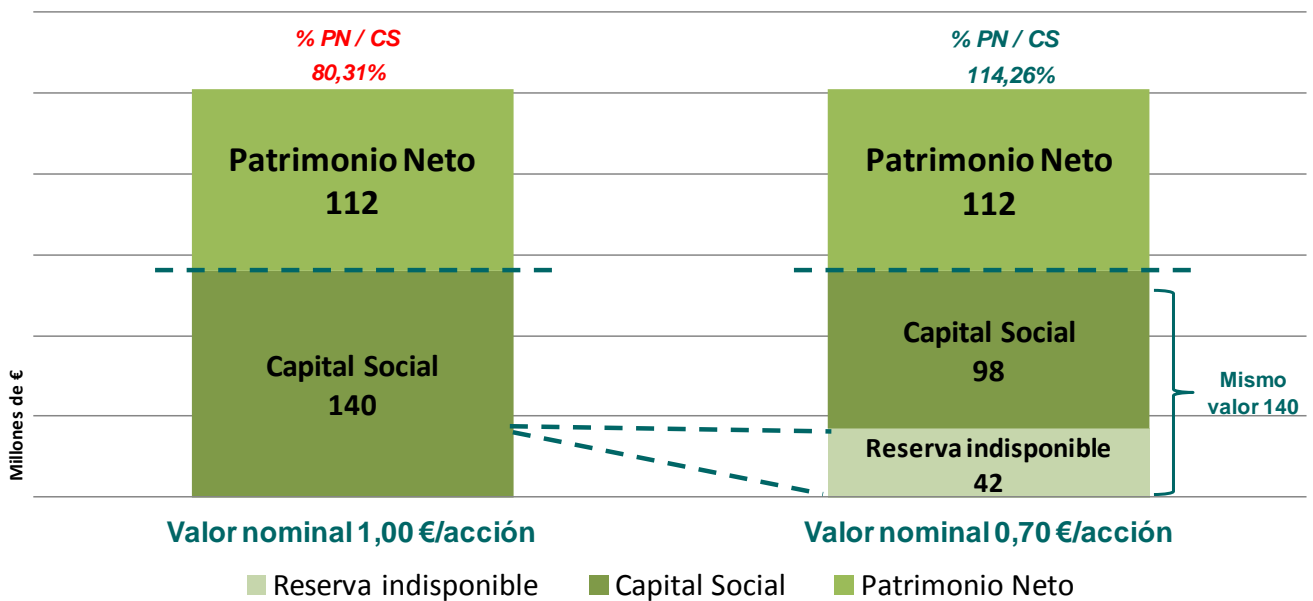 % PN / CS
80,31%
% PN / CS
114,26%
Patrimonio Neto
112
Patrimonio Neto
112
Capital Social
140
Capital Social
98
Reserva indisponible
42
Mismo
valor 140
Millones de €
Valor nominal 1,00 €/acción
Valor nominal 0,70 €/acción
Reserva indisponible
Capital Social
Patrimonio Neto